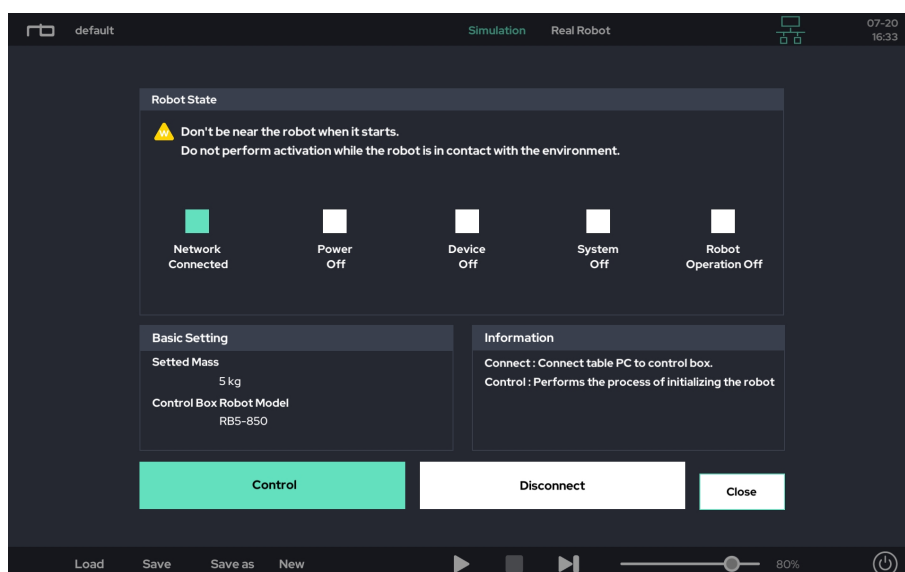 rb default Simulation Real Robot 07-20
16:33
Robot State
W Don't be near the robot when it starts.
Do not perform activation while the robot is in contact with the environment.
Network Power Device System Robot
Connected Off Off Off Operation Off
Basic Setting
Setted Mass
5 kg
Control Box Robot Model
RB5-850
Information
Connect : Connect table PC to control box.
Control : Performs the process of initializing the robot
Control Disconnect Close
Load Save Save as New 80%